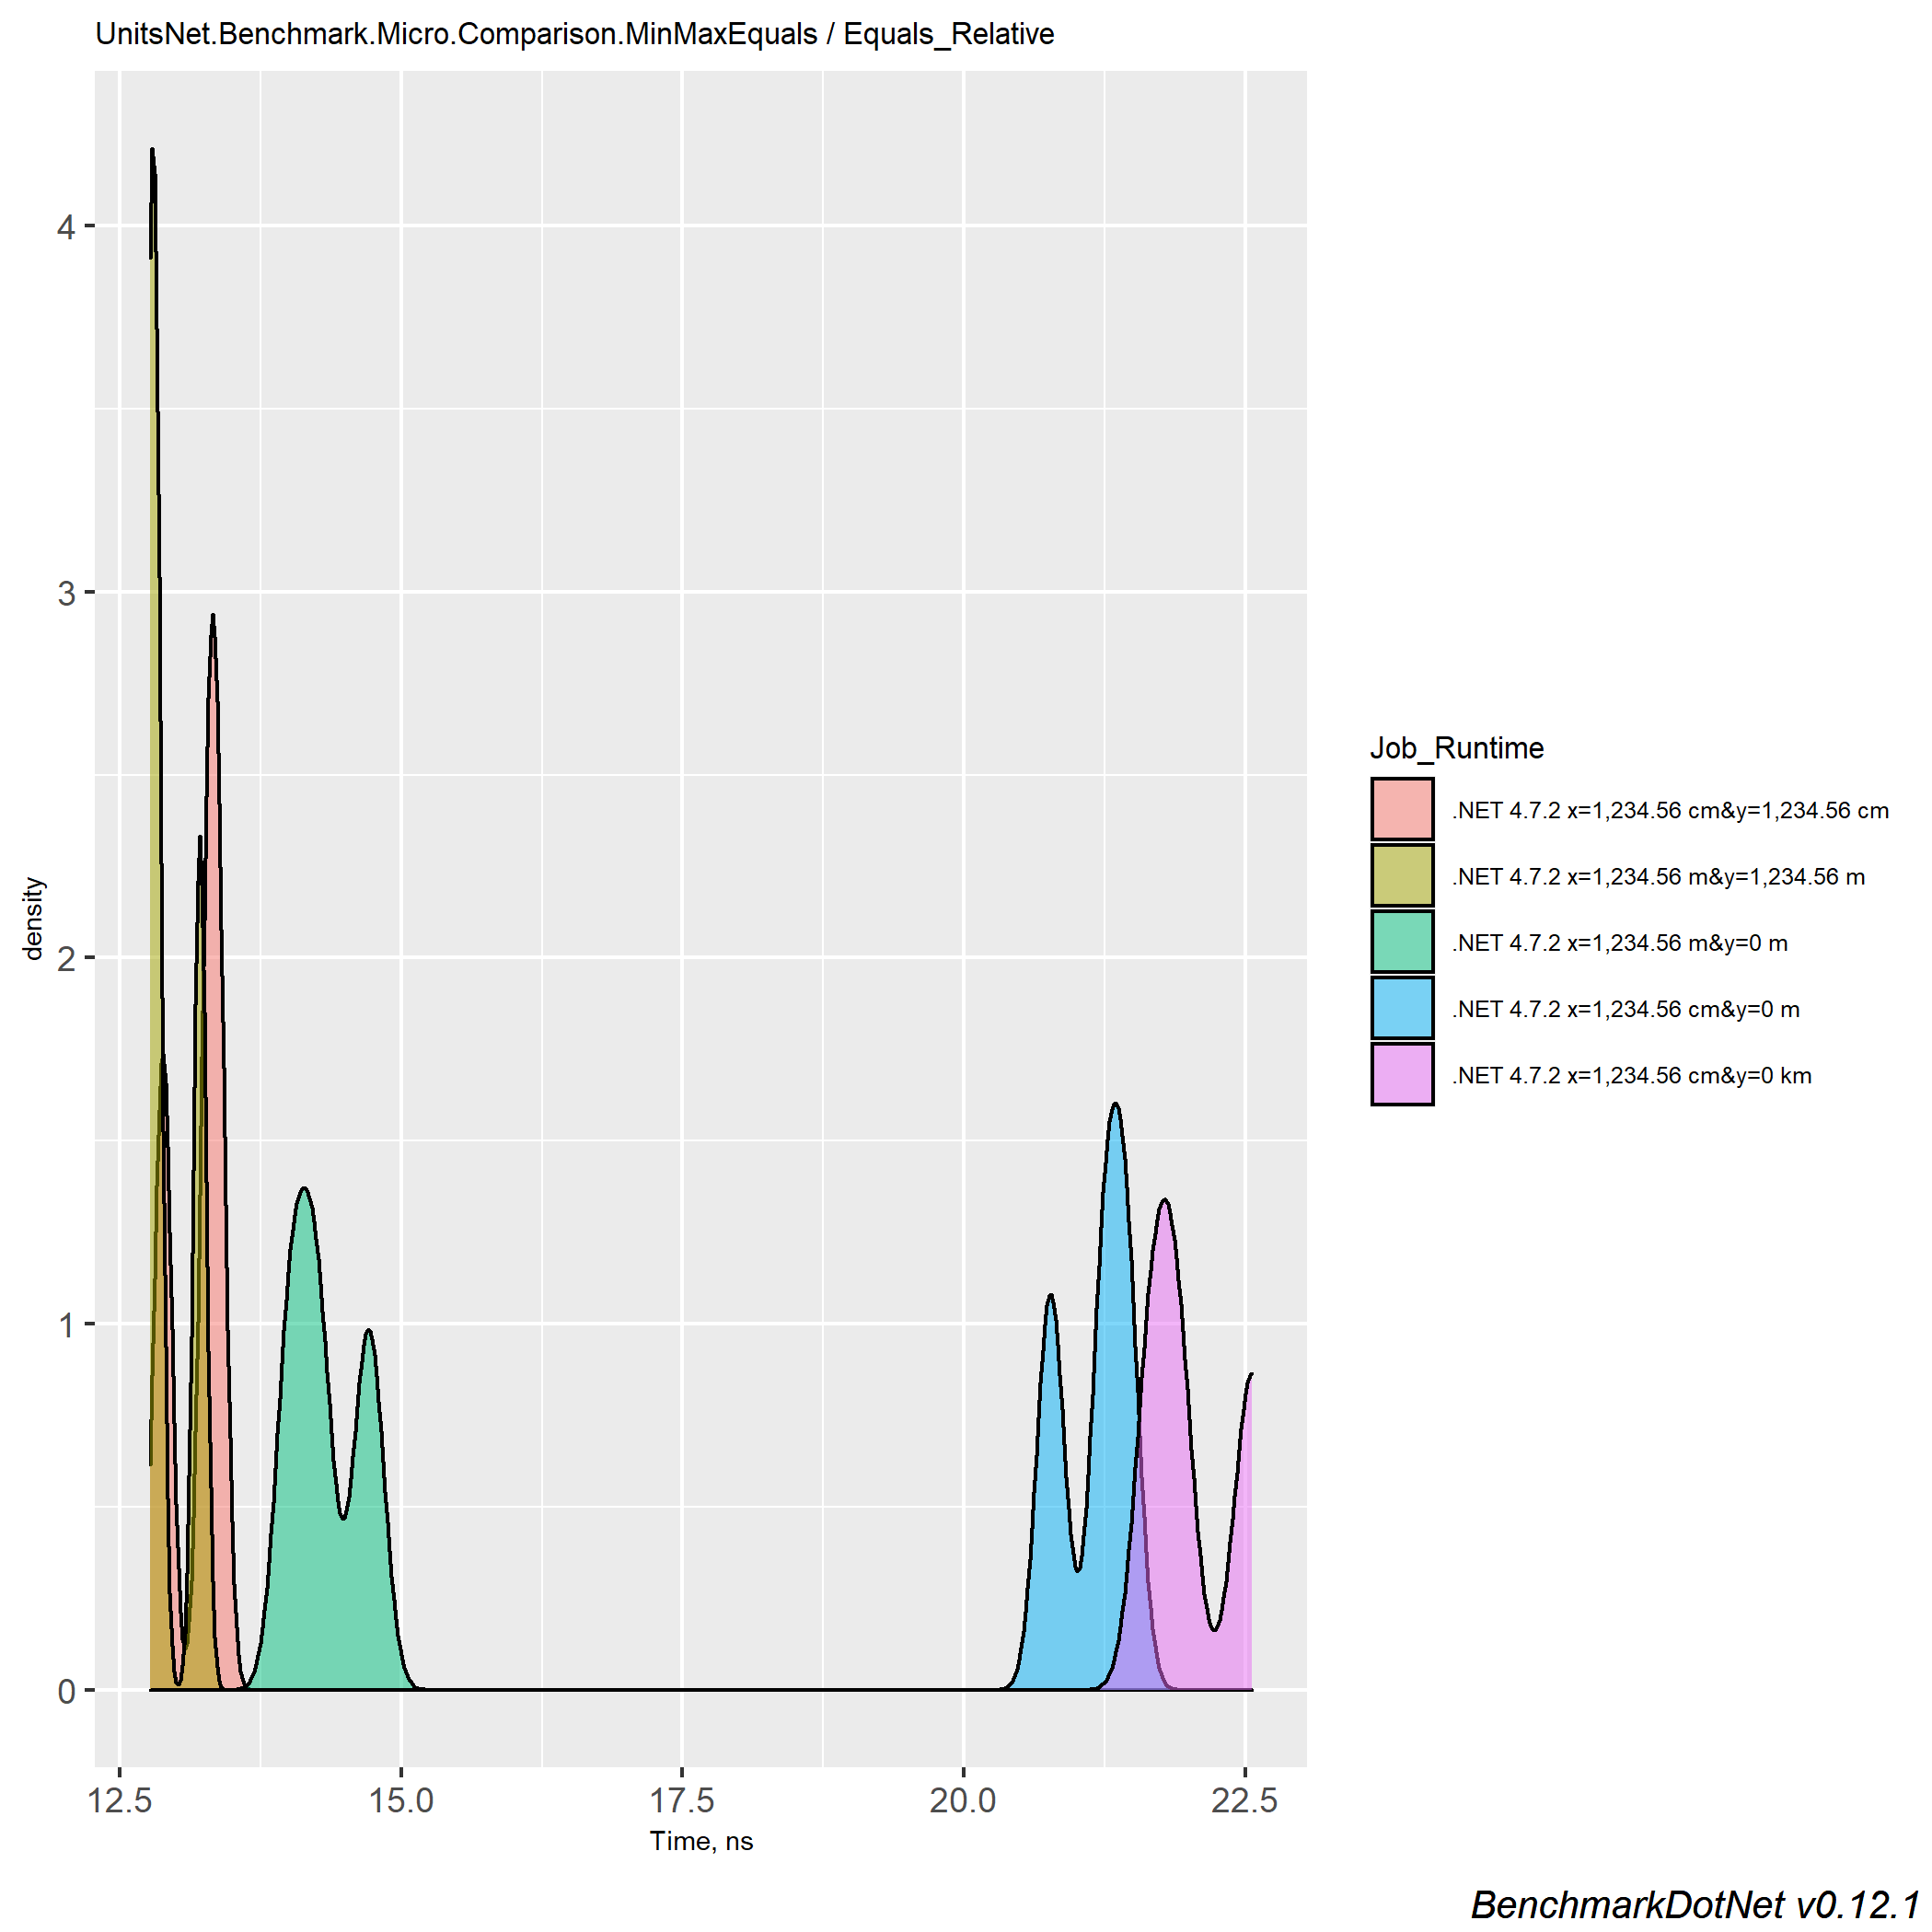 UnitsNet.Benchmark.Micro.Comparison.MinMaxEquals / Equals_Relative
4
3
2
1
0
density
12.5 15.0 17.5 20.0 22.5
Time, ns
Job_Runtime
.NET 4.7.2 x=1,234.56 cm&y=1,234.56 cm
.NET 4.7.2 x=1,234.56 m&y=1,234.56 m
.NET 4.7.2 x=1,234.56 m&y=0 m
.NET 4.7.2 x=1,234.56 cm&y=0 m
.NET 4.7.2 x=1,234.56 cm&y=0 km
BenchmarkDotNet v0.12.1